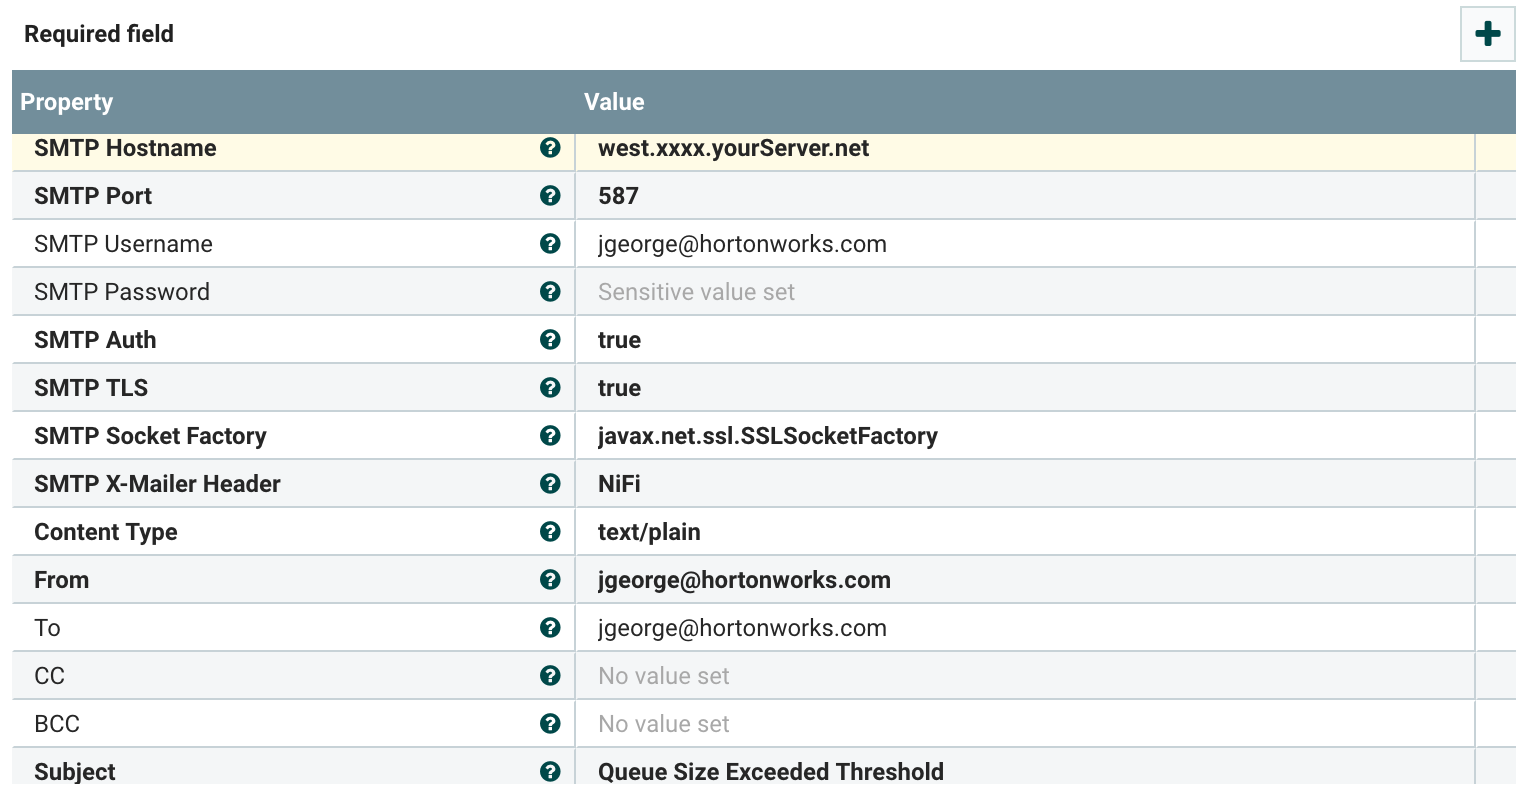 Required field
Property Value
SMTP Hostname ? west.xxxx.yourServer.net
SMTP Port ? 587
SMTP Username ? jgeorge@hortonworks.com
SMTP Password ? Sensitive value set
SMTP Auth ? true
SMTP TLS ? true
SMTP Socket Factory ? javax.net.ssl.SSLSocketFactory
SMTP X-Mailer Header ? NiFi
Content Type ? text/plain
From ? jgeorge@hortonworks.com
To ? jgeorge@hortonworks.com
CC ? No value set
BCC ? No value set
Subject ? Queue Size Exceeded Threshold